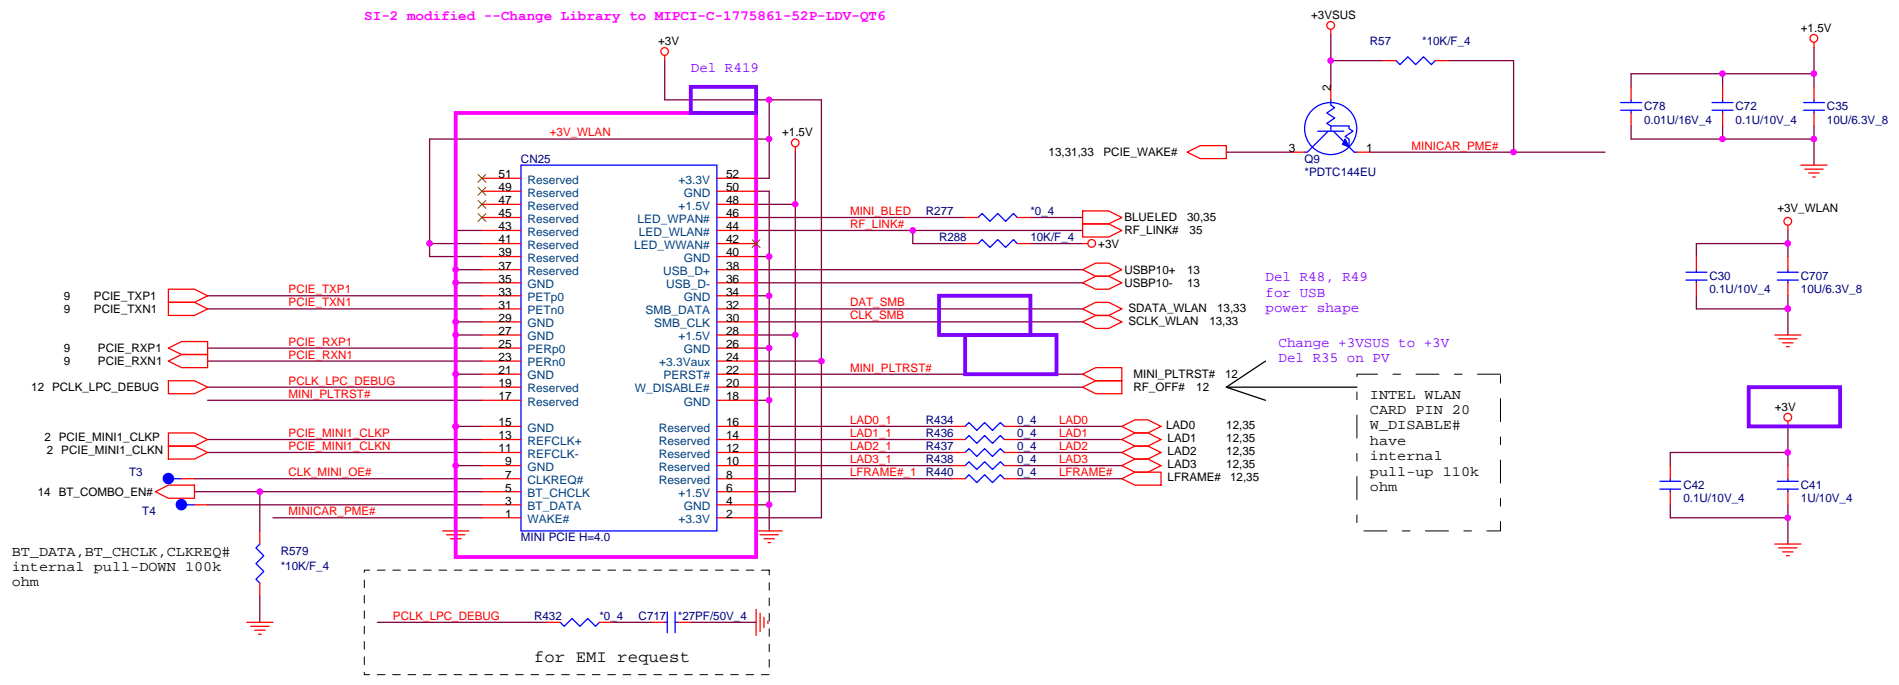 SI-2 modified --Change Library to MIPCI-C-1775861-52P-LDV-QT6
+3V
Del R419
+3V_WLAN
+1.5V
CN25
51 Reserved
49 Reserved
47 Reserved
45 Reserved
43 Reserved
41 Reserved
39 Reserved
37 Reserved
35 GND
33 PETp0
31 PETn0
29 GND
27 GND
25 PERp0
23 PERn0
21 GND
19 Reserved
17 Reserved
15 GND
13 REFCLK+
11 REFCLK-
9 GND
7 CLKREQ#
5 BT_CHCLK
3 BT_DATA
1 WAKE#
+3.3V 52
GND 50
+1.5V 48
LED_WPAN# 46
LED_WLAN# 44
LED_WWAN# 42
GND 40
USB_D+ 38
USB_D- 36
GND 34
SMB_DATA 32
SMB_CLK 30
+1.5V 28
GND 26
+3.3Vaux 24
PERST# 22
W_DISABLE# 20
GND 18
Reserved 16
Reserved 14
Reserved 12
Reserved 10
Reserved 8
+1.5V 6
GND 4
+3.3V 2
MINI PCIE H=4.0
9 PCIE_TXP1 PCIE_TXP1
9 PCIE_TXN1 PCIE_TXN1
9 PCIE_RXP1 PCIE_RXP1
9 PCIE_RXN1 PCIE_RXN1
12 PCLK_LPC_DEBUG PCLK_LPC_DEBUG
MINI_PLTRST#
2 PCIE_MINI1_CLKP PCIE_MINI1_CLKP
2 PCIE_MINI1_CLKN PCIE_MINI1_CLKN
T3 CLK_MINI_OE#
14 BT_COMBO_EN#
T4
MINICAR_PME#
BT_DATA,BT_CHCLK,CLKREQ#
internal pull-DOWN 100k
ohm
R579
*10K/F_4
PCLK_LPC_DEBUG R432 *0_4 C717 *27PF/50V_4
for EMI request
MINI_BLED R277 *0_4 BLUELED 30,35
RF_LINK# RF_LINK# 35
R288 10K/F_4 +3V
USBP10+ 13
USBP10- 13
DAT_SMB SDATA_WLAN 13,33
CLK_SMB SCLK_WLAN 13,33
MINI_PLTRST# MINI_PLTRST# 12
RF_OFF# 12
LAD0_1 R434 0_4 LAD0 LAD0 12,35
LAD1_1 R436 0_4 LAD1 LAD1 12,35
LAD2_1 R437 0_4 LAD2 LAD2 12,35
LAD3_1 R438 0_4 LAD3 LAD3 12,35
LFRAME#_1 R440 0_4 LFRAME# LFRAME# 12,35
Del R48, R49
for USB
power shape
Change +3VSUS to +3V
Del R35 on PV
INTEL WLAN
CARD PIN 20
W_DISABLE#
have
internal
pull-up 110k
ohm
+3VSUS
R57 *10K/F_4
2
13,31,33 PCIE_WAKE# 3 1 MINICAR_PME#
Q9
*PDTC144EU
+1.5V
C78
0.01U/16V_4
C72
0.1U/10V_4
C35
10U/6.3V_8
+3V_WLAN
C30
0.1U/10V_4
C707
10U/6.3V_8
+3V
C42
0.1U/10V_4
C41
1U/10V_4